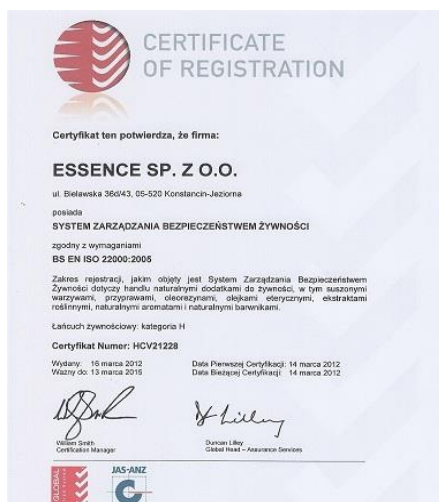 CERTIFICATE
OF REGISTRATION
Certyfikat ten potwierdza, że firma:
ESSENCE SP. Z O.O.
ul. Bielawska 36d/43, 05-520 Konstancin-Jeziorna
posiada
SYSTEM ZARZĄDZANIA BEZPIECZEŃSTWEM ŻYWNOŚCI
zgodny z wymaganiami
BS EN ISO 22000:2005
Zakres rejestracji, jakim objęty jest System Zarządzania Bezpieczeństwem
Żywności dotyczy handlu naturalnymi dodatkami do żywności, w tym suszonymi
warzywami, przyprawami, oleorezynami, olejkami eterycznymi, ekstraktami
roślinnymi, naturalnymi aromatami i naturalnymi barwnikami.
Łańcuch żywnościowy: kategoria H
Certyfikat Numer: HCV21228
Wydany: 16 marca 2012 Data Pierwszej Certyfikacji: 14 marca 2012
Ważny do: 13 marca 2015 Data Bieżącej Certyfikacji: 14 marca 2012
William Smith Duncan Lilley
Certification Manager Global Head – Assurance Services
GLOBAL
JAS-ANZ